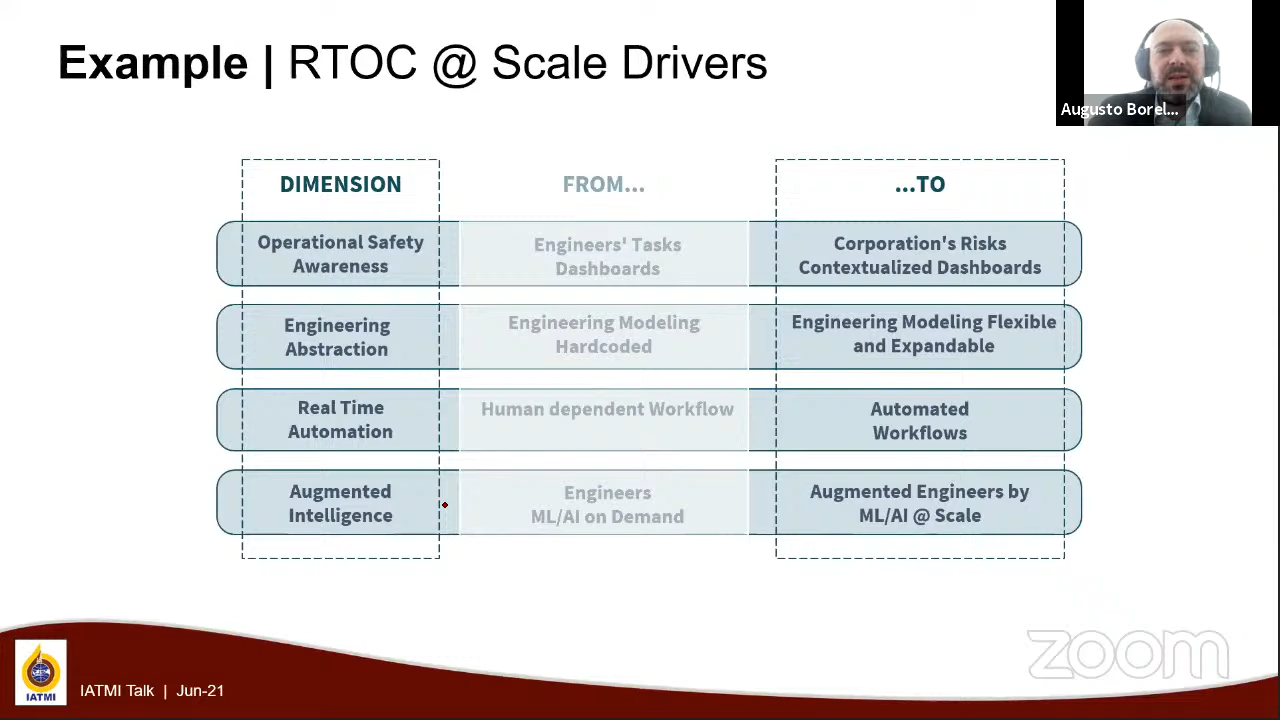 Example | RTOC @ Scale Drivers
Augusto Borel...
DIMENSION
FROM...
...TO
Operational Safety
Awareness
Engineers' Tasks
Dashboards
Corporation's Risks
Contextualized Dashboards
Engineering
Abstraction
Engineering Modeling
Hardcoded
Engineering Modeling Flexible
and Expandable
Real Time
Automation
Human dependent Workflow
Automated
Workflows
Augmented
Intelligence
Engineers
ML/AI on Demand
Augmented Engineers by
ML/AI @ Scale
zoom
IATMI
IATMI Talk | Jun-21